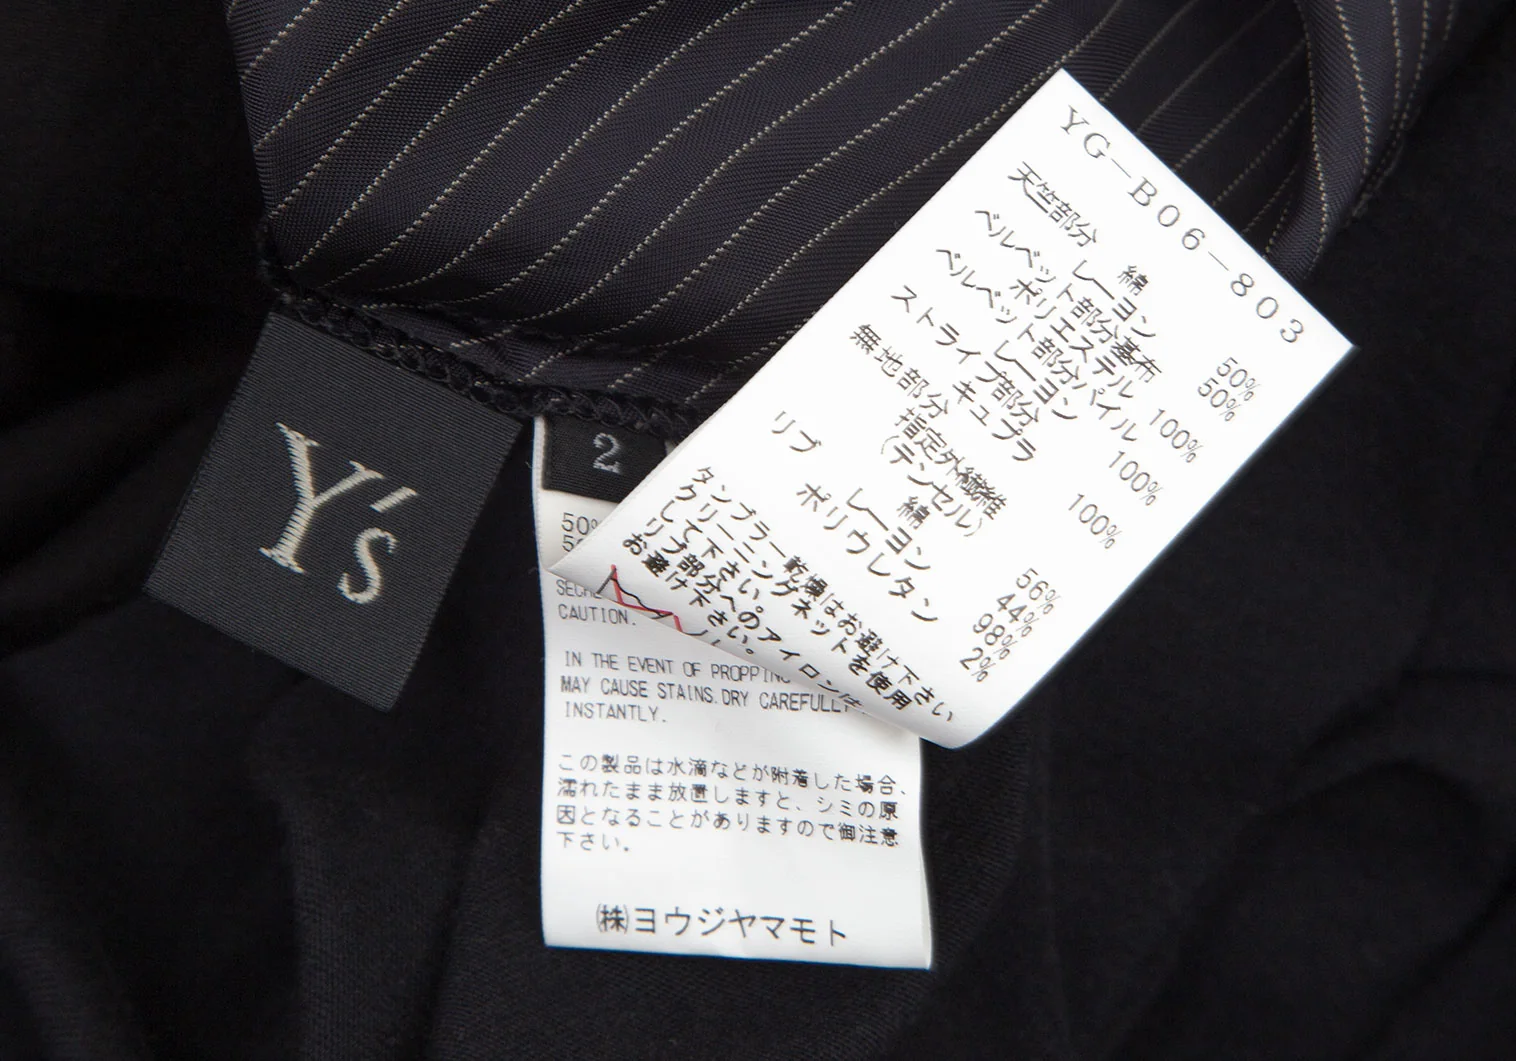 Y's
2
YG-B06-803
天竺部分 綿 50%
レーヨン 50%
ベルベット部分基布
ポリエステル 100%
ベルベット部分パイル
レーヨン 100%
ストライプ部分
キュプラ 100%
無地部分
指定外繊維
(テンセル) 56%
綿 44%
リブ レーヨン 98%
ポリウレタン 2%
タンブラー乾燥はお避け下さい
クリーニングネットを使用
して下さい。
リブ部分へのアイロンは
お避け下さい。
CAUTION.
IN THE EVENT OF
MAY CAUSE STAINS.DRY CAREFULLY
INSTANTLY.
この製品は水滴などが附着した場合、
濡れたまま放置しますと、シミの原
因となることがありますので御注意
下さい。
㈱ヨウジヤマモト